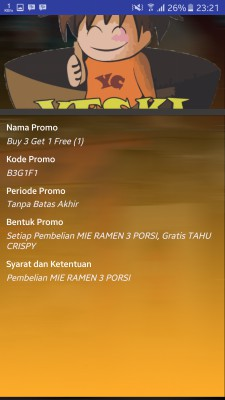 26% 23:21
YG
YESKI
Nama Promo
Buy 3 Get 1 Free (1)
Kode Promo
B3G1F1
Periode Promo
Tanpa Batas Akhir
Bentuk Promo
Setiap Pembelian MIE RAMEN 3 PORSI, Gratis TAHU
CRISPY
Syarat dan Ketentuan
Pembelian MIE RAMEN 3 PORSI